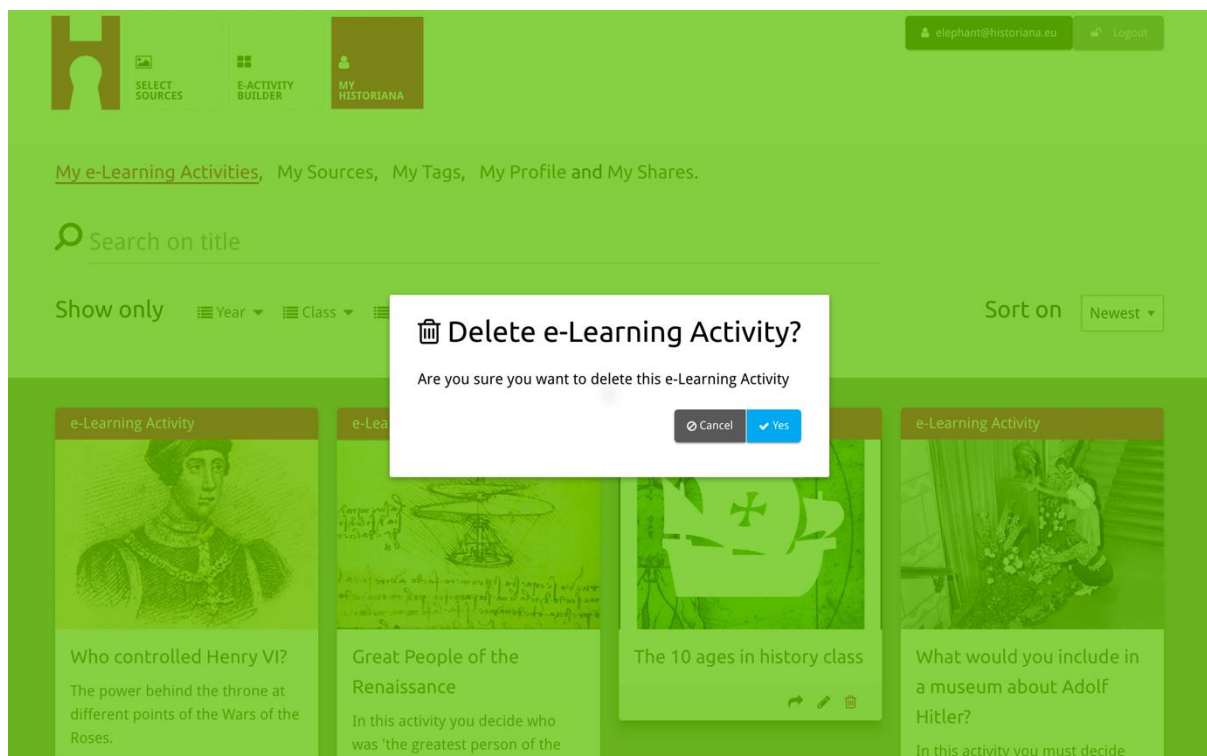 elephant@historiana.eu Logout
SELECT
SOURCES
E-ACTIVITY
BUILDER
MY
HISTORIANA
My e-Learning Activities, My Sources, My Tags, My Profile and My Shares.
Search on title
Show only Year Class
Sort on Newest
Delete e-Learning Activity?
Are you sure you want to delete this e-Learning Activity
Cancel Yes
e-Learning Activity
e-Lea
e-Learning Activity
Who controlled Henry VI?
The power behind the throne at
different points of the Wars of the
Roses.
Great People of the
Renaissance
In this activity you decide who
was 'the greatest person of the
The 10 ages in history class
What would you include in
a museum about Adolf
Hitler?
In this activity you must decide